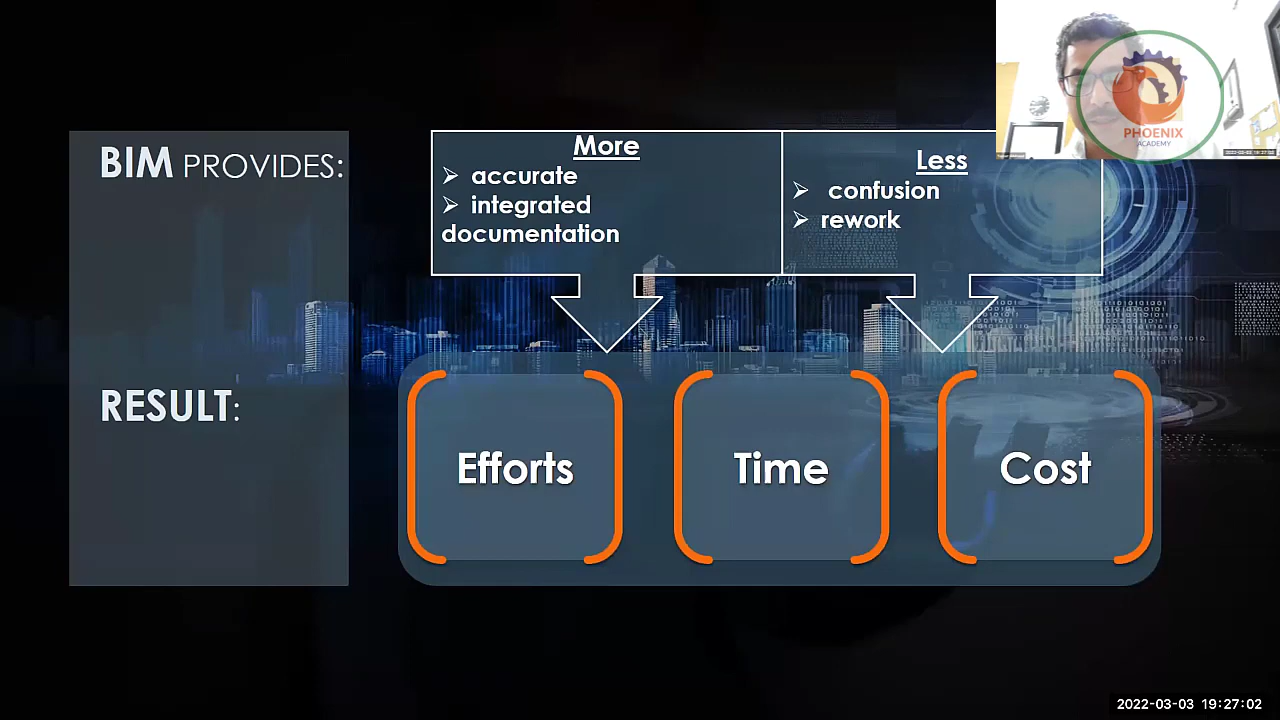 BIM PROVIDES:
More
➢ accurate
➢ integrated
documentation
Less
➢ confusion
➢ rework
PHOENIX
ACADEMY
RESULT:
Efforts
Time
Cost
2022-03-03 19:27:02